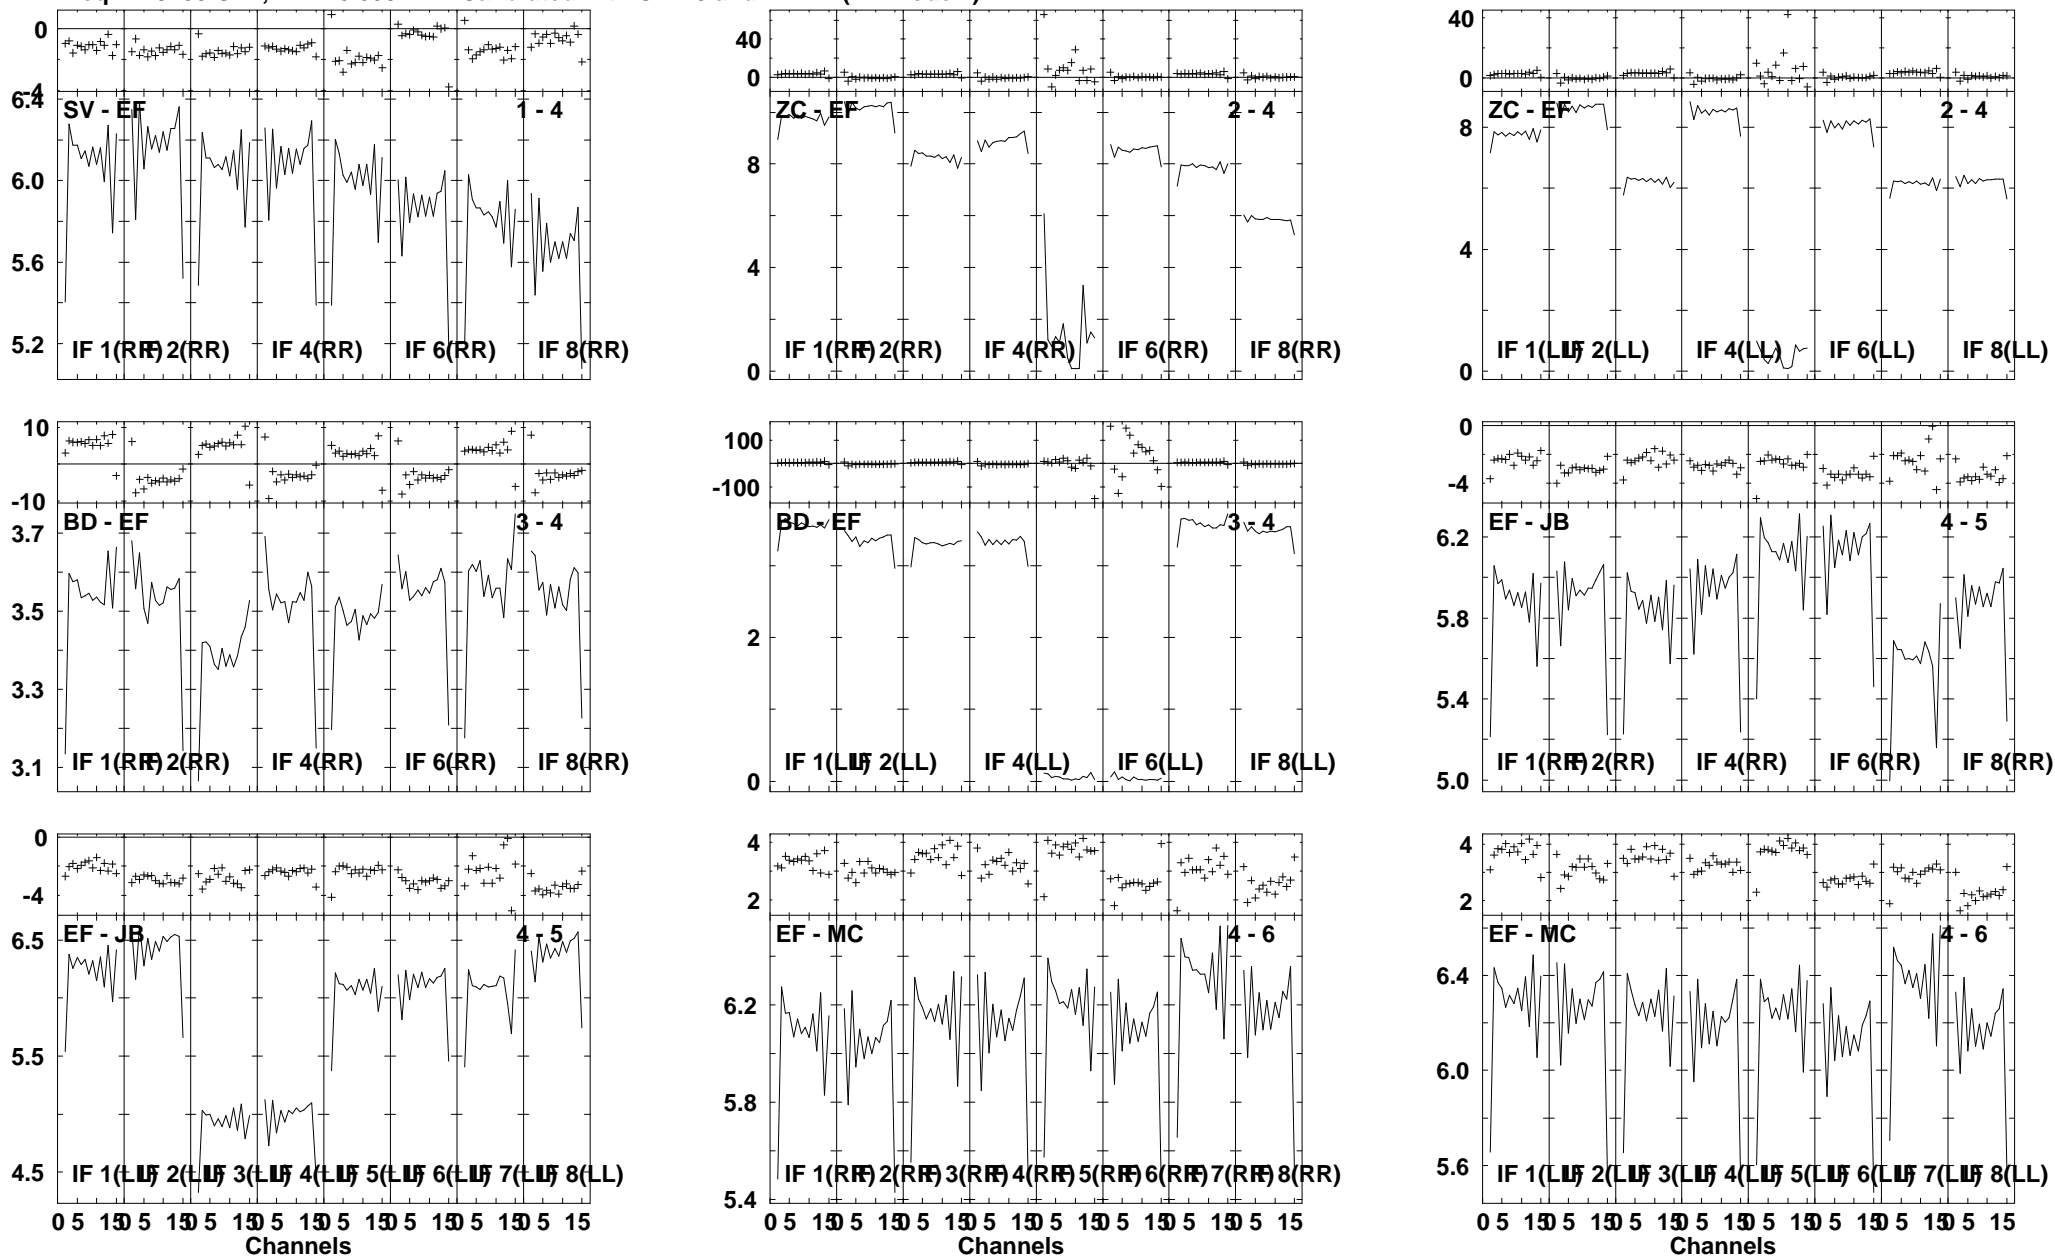 0
-4
6.4
SV - EF
1 - 4
6.0
5.6
5.2
IF 1(RR)
IF 2(RR)
IF 4(RR)
IF 6(RR)
IF 8(RR)
40
0
ZC - EF
2 - 4
8
4
0
IF 1(RR)
IF 2(RR)
IF 4(RR)
IF 6(RR)
IF 8(RR)
40
0
ZC - EF
2 - 4
8
4
0
IF 1(LL)
IF 2(LL)
IF 4(LL)
IF 6(LL)
IF 8(LL)
10
-10
BD - EF
3 - 4
3.7
3.5
3.3
3.1
IF 1(RR)
IF 2(RR)
IF 4(RR)
IF 6(RR)
IF 8(RR)
100
-100
BD - EF
3 - 4
2
0
IF 1(LL)
IF 2(LL)
IF 4(LL)
IF 6(LL)
IF 8(LL)
0
-4
EF - JB
4 - 5
6.2
5.8
5.4
5.0
IF 1(RR)
IF 2(RR)
IF 4(RR)
IF 6(RR)
IF 8(RR)
0
-4
EF - JB
4 - 5
6.5
5.5
4.5
IF 1(LL)
IF 2(LL)
IF 3(LL)
IF 4(LL)
IF 5(LL)
IF 6(LL)
IF 7(LL)
IF 8(LL)
0 5 15 0 5 15 0 5 15 0 5 15 0 5 15 0 5 15 0 5 15 0 5 15
Channels
4
2
EF - MC
4 - 6
6.2
5.8
5.4
IF 1(RR)
IF 2(RR)
IF 3(RR)
IF 4(RR)
IF 5(RR)
IF 6(RR)
IF 7(RR)
IF 8(RR)
0 5 15 0 5 15 0 5 15 0 5 15 0 5 15 0 5 15 0 5 15 0 5 15
Channels
4
2
EF - MC
4 - 6
6.4
6.0
5.6
IF 1(LL)
IF 2(LL)
IF 3(LL)
IF 4(LL)
IF 5(LL)
IF 6(LL)
IF 7(LL)
IF 8(LL)
0 5 15 0 5 15 0 5 15 0 5 15 0 5 15 0 5 15 0 5 15 0 5 15
Channels